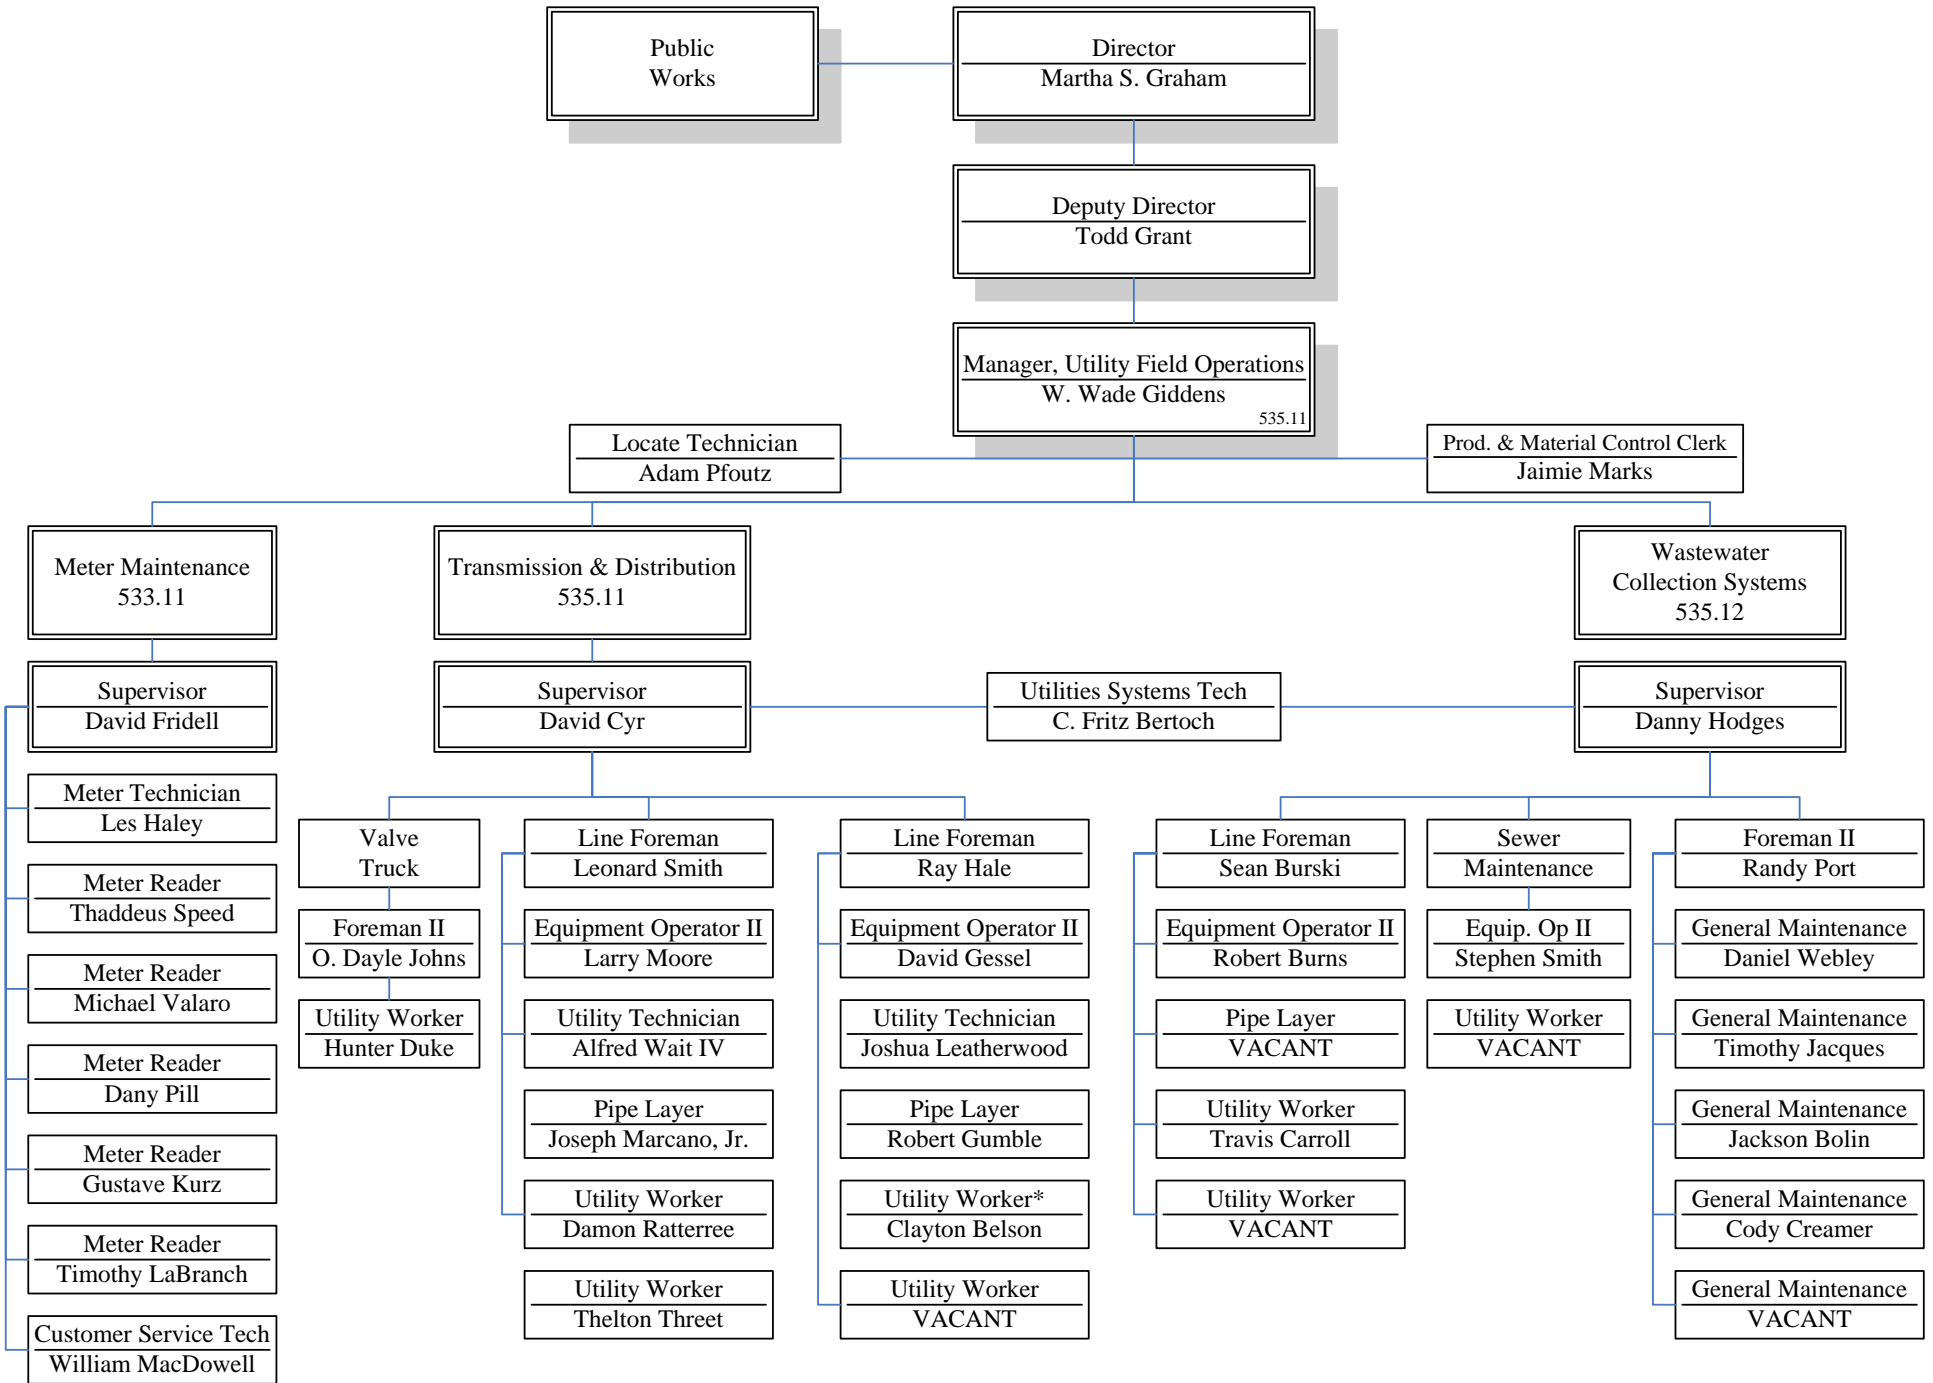 Public
Works
Director
Martha S. Graham
Deputy Director
Todd Grant
Manager, Utility Field Operations
W. Wade Giddens
535.11
Locate Technician
Adam Pfoutz
Prod. & Material Control Clerk
Jaimie Marks
Meter Maintenance
533.11
Transmission & Distribution
535.11
Wastewater
Collection Systems
535.12
Supervisor
David Fridell
Supervisor
David Cyr
Utilities Systems Tech
C. Fritz Bertoch
Supervisor
Danny Hodges
Meter Technician
Les Haley
Meter Reader
Thaddeus Speed
Meter Reader
Michael Valaro
Meter Reader
Dany Pill
Meter Reader
Gustave Kurz
Meter Reader
Timothy LaBranch
Customer Service Tech
William MacDowell
Valve
Truck
Foreman II
O. Dayle Johns
Utility Worker
Hunter Duke
Line Foreman
Leonard Smith
Equipment Operator II
Larry Moore
Utility Technician
Alfred Wait IV
Pipe Layer
Joseph Marcano, Jr.
Utility Worker
Damon Ratterree
Utility Worker
Thelton Threet
Line Foreman
Ray Hale
Equipment Operator II
David Gessel
Utility Technician
Joshua Leatherwood
Pipe Layer
Robert Gumble
Utility Worker*
Clayton Belson
Utility Worker
VACANT
Line Foreman
Sean Burski
Equipment Operator II
Robert Burns
Pipe Layer
VACANT
Utility Worker
Travis Carroll
Utility Worker
VACANT
Sewer
Maintenance
Equip. Op II
Stephen Smith
Utility Worker
VACANT
Foreman II
Randy Port
General Maintenance
Daniel Webley
General Maintenance
Timothy Jacques
General Maintenance
Jackson Bolin
General Maintenance
Cody Creamer
General Maintenance
VACANT